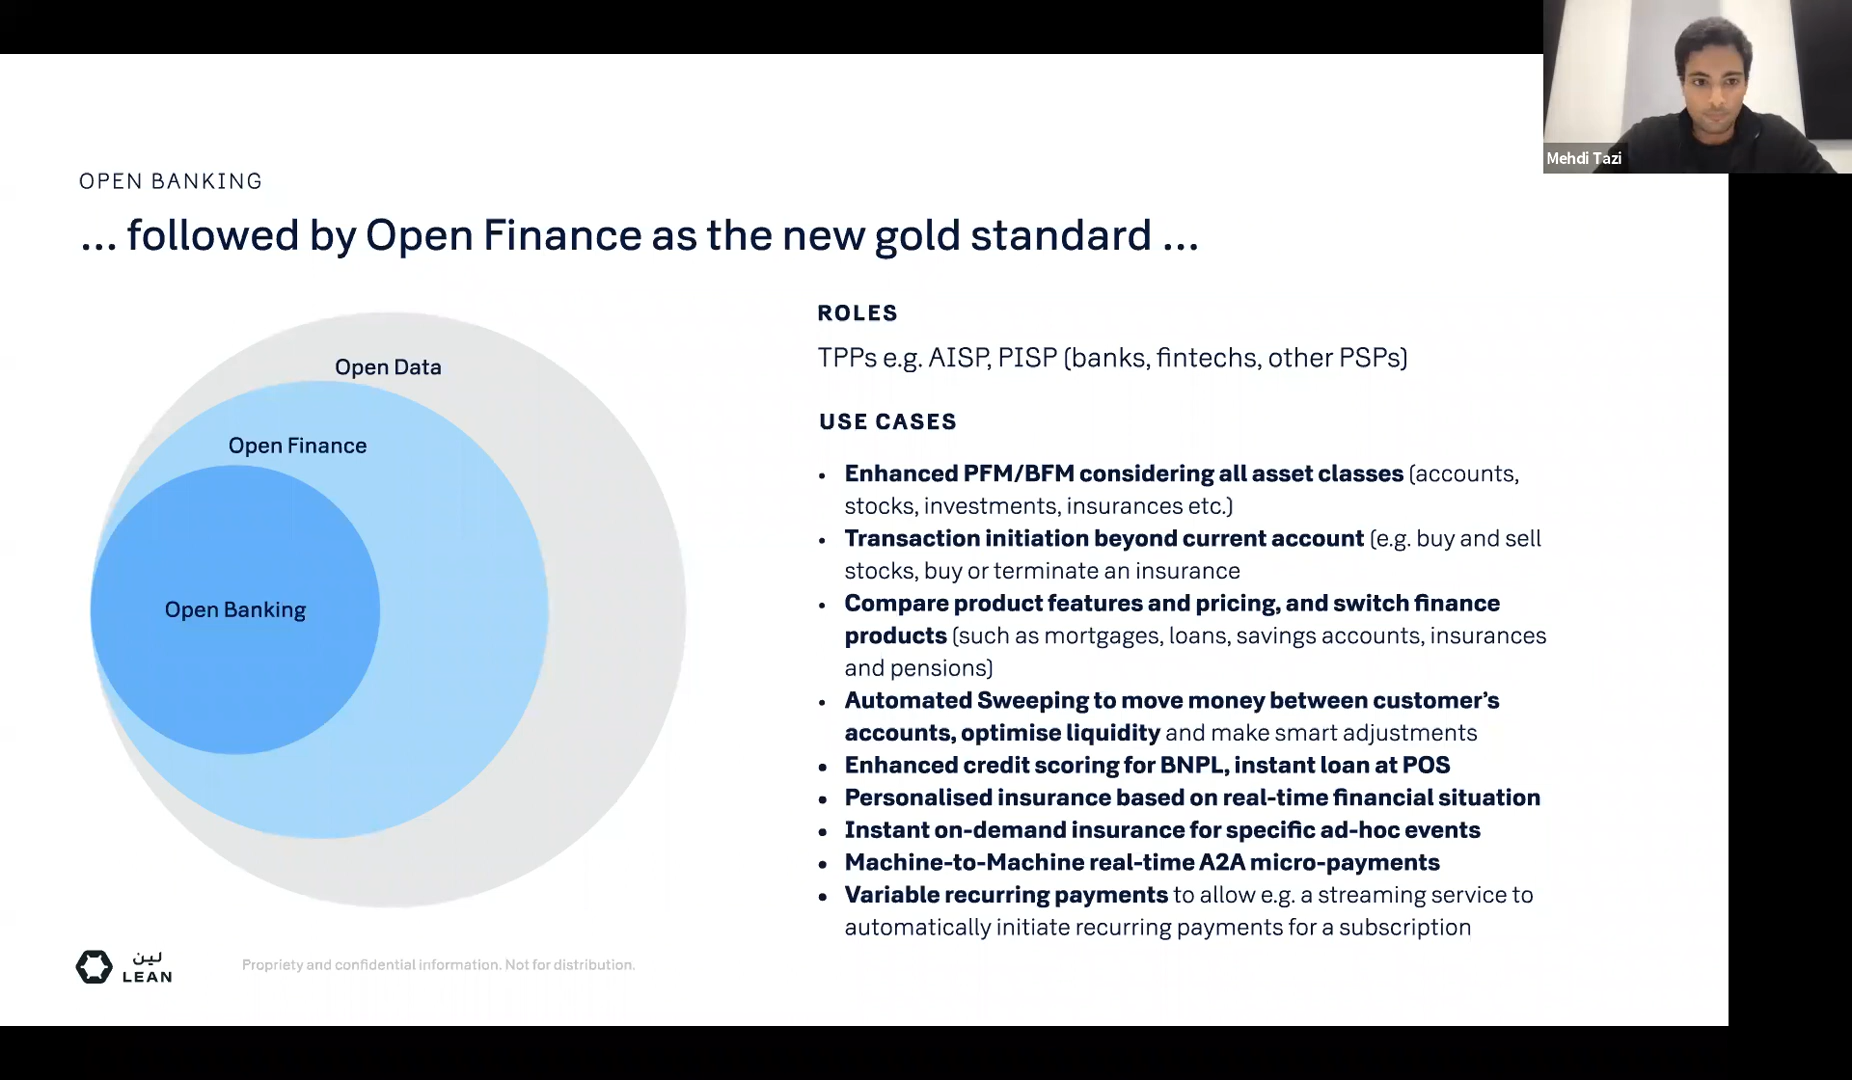 Mehdi Tazi
OPEN BANKING
... followed by Open Finance as the new gold standard ...
Open Data
Open Finance
Open Banking
ROLES
TPPs e.g. AISP, PISP (banks, fintechs, other PSPs)
USE CASES
• Enhanced PFM/BFM considering all asset classes (accounts,
stocks, investments, insurances etc.)
• Transaction initiation beyond current account (e.g. buy and sell
stocks, buy or terminate an insurance
• Compare product features and pricing, and switch finance
products (such as mortgages, loans, savings accounts, insurances
and pensions)
• Automated Sweeping to move money between customer's
accounts, optimise liquidity and make smart adjustments
• Enhanced credit scoring for BNPL, instant loan at POS
• Personalised insurance based on real-time financial situation
• Instant on-demand insurance for specific ad-hoc events
• Machine-to-Machine real-time A2A micro-payments
• Variable recurring payments to allow e.g. a streaming service to
automatically initiate recurring payments for a subscription
لين
LEAN
Propriety and confidential information. Not for distribution.